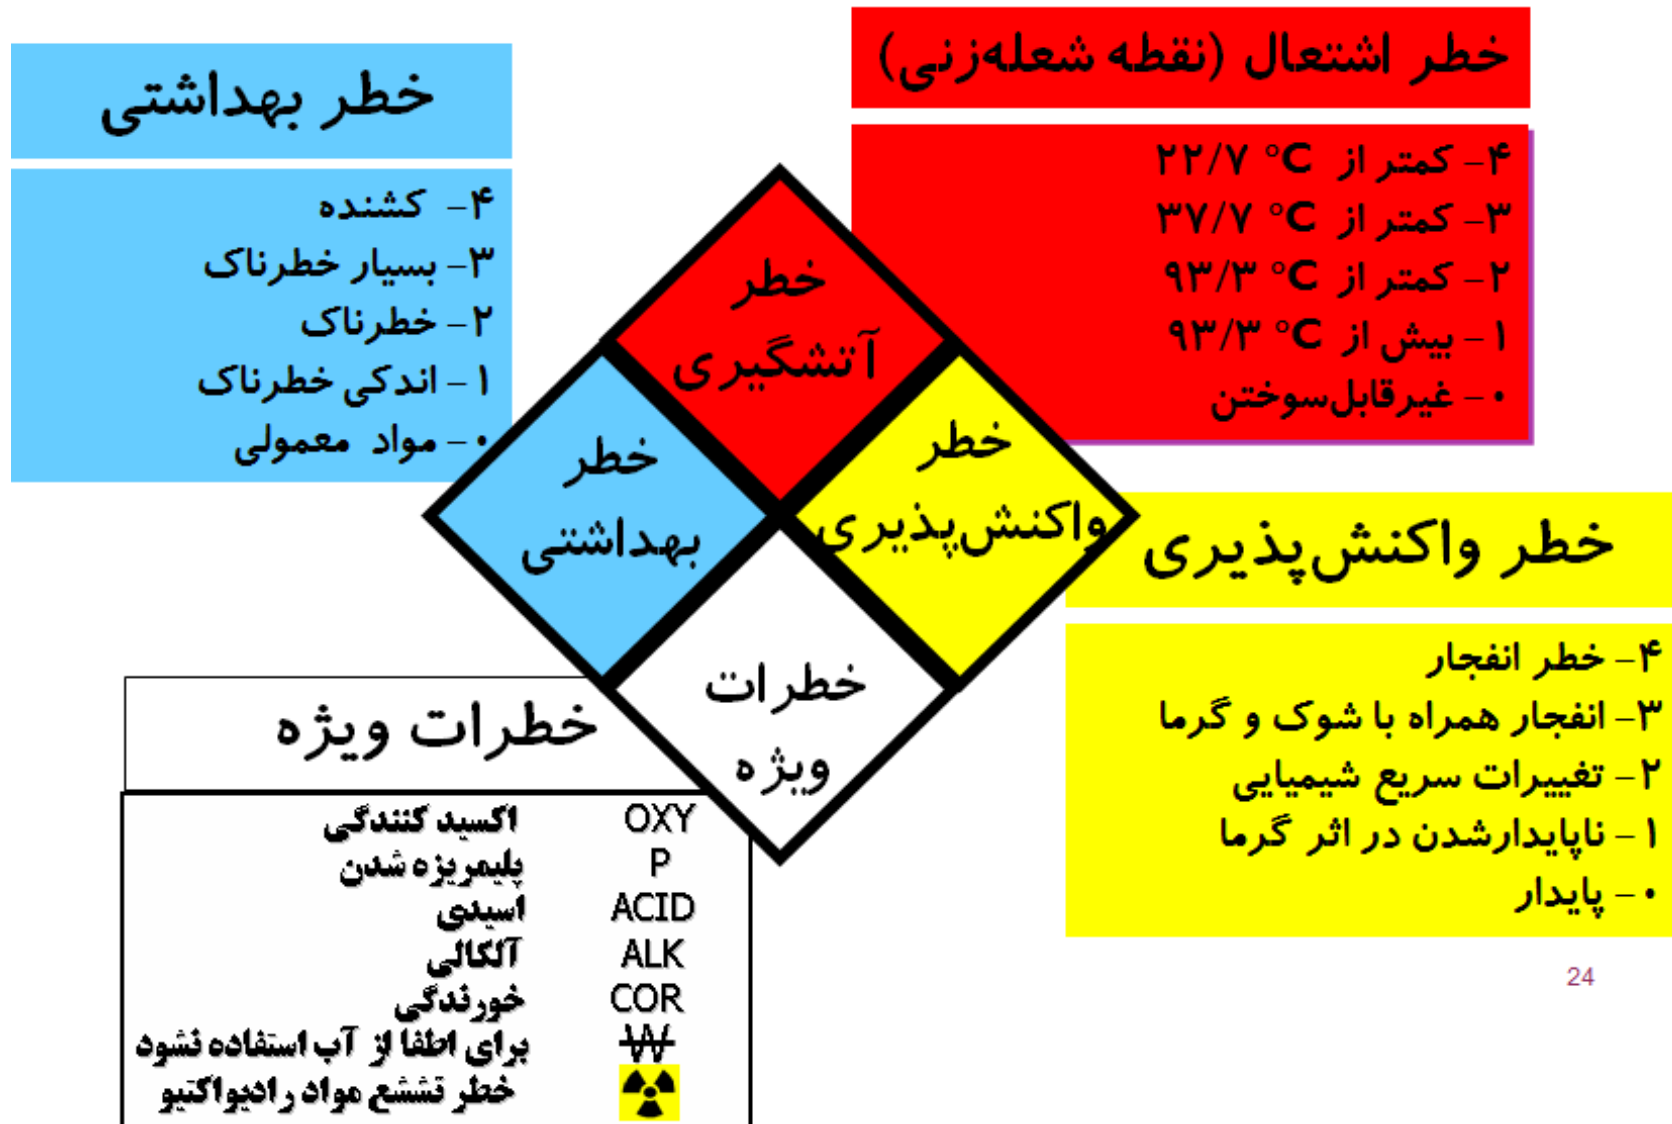 خطر اشتعال (نقطه شعله‌زنی)
۴- کمتر از ۲۲/۷ °C
۳- کمتر از ۳۷/۷ °C
۲- کمتر از ۹۳/۳ °C
۱- بیش از ۹۳/۳ °C
۰- غیرقابل‌سوختن
خطر بهداشتی
۴- کشنده
۳- بسیار خطرناک
۲- خطرناک
۱- اندکی خطرناک
۰- مواد معمولی
خطر
آتشگیری
خطر
بهداشتی
خطر
واکنش‌پذیری
خطرات
ویژه
خطر واکنش‌پذیری
۴- خطر انفجار
۳- انفجار همراه با شوک و گرما
۲- تغییرات سریع شیمیایی
۱- ناپایدارشدن در اثر گرما
۰- پایدار
خطرات ویژه
OXY اکسید کنندگی
P پلیمریزه شدن
ACID اسیدی
ALK آلکالی
COR خورندگی
W برای اطفا از آب استفاده نشود
خطر تششع مواد رادیواکتیو
24